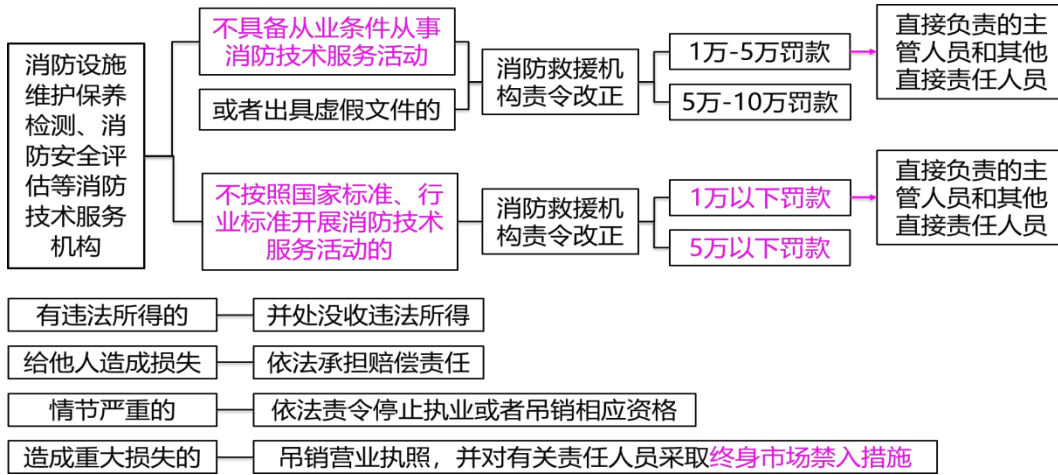 消防设施
维护保养
检测、消
防安全评
估等消防
技术服务
机构
不具备从业条件从事
消防技术服务活动
或者出具虚假文件的
消防救援机
构责令改正
1万-5万罚款
5万-10万罚款
直接负责的主
管人员和其他
直接责任人员
不按照国家标准、行
业标准开展消防技术
服务活动的
消防救援机
构责令改正
1万以下罚款
5万以下罚款
直接负责的主
管人员和其他
直接责任人员
有违法所得的 并处没收违法所得
给他人造成损失 依法承担赔偿责任
情节严重的 依法责令停止执业或者吊销相应资格
造成重大损失的 吊销营业执照，并对有关责任人员采取终身市场禁入措施